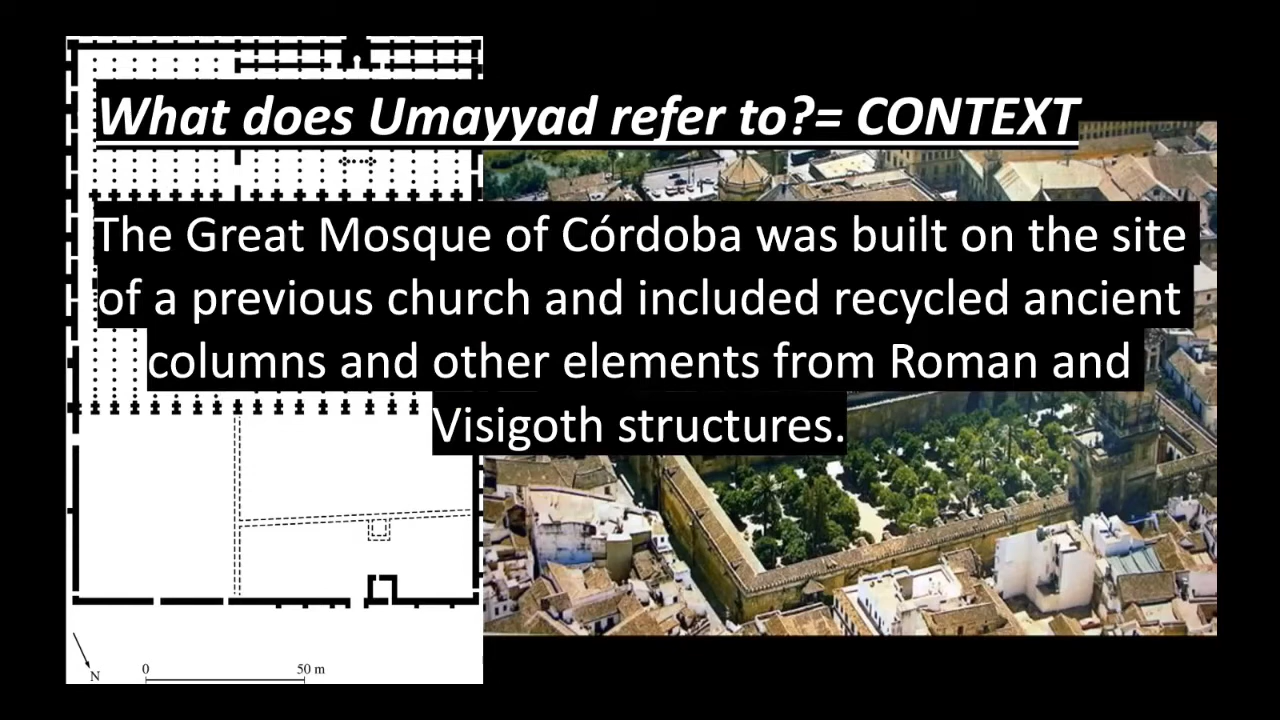 What does Umayyad refer to?= CONTEXT
The Great Mosque of Córdoba was built on the site
of a previous church and included recycled ancient
columns and other elements from Roman and
Visigoth structures.
0 50 m
N